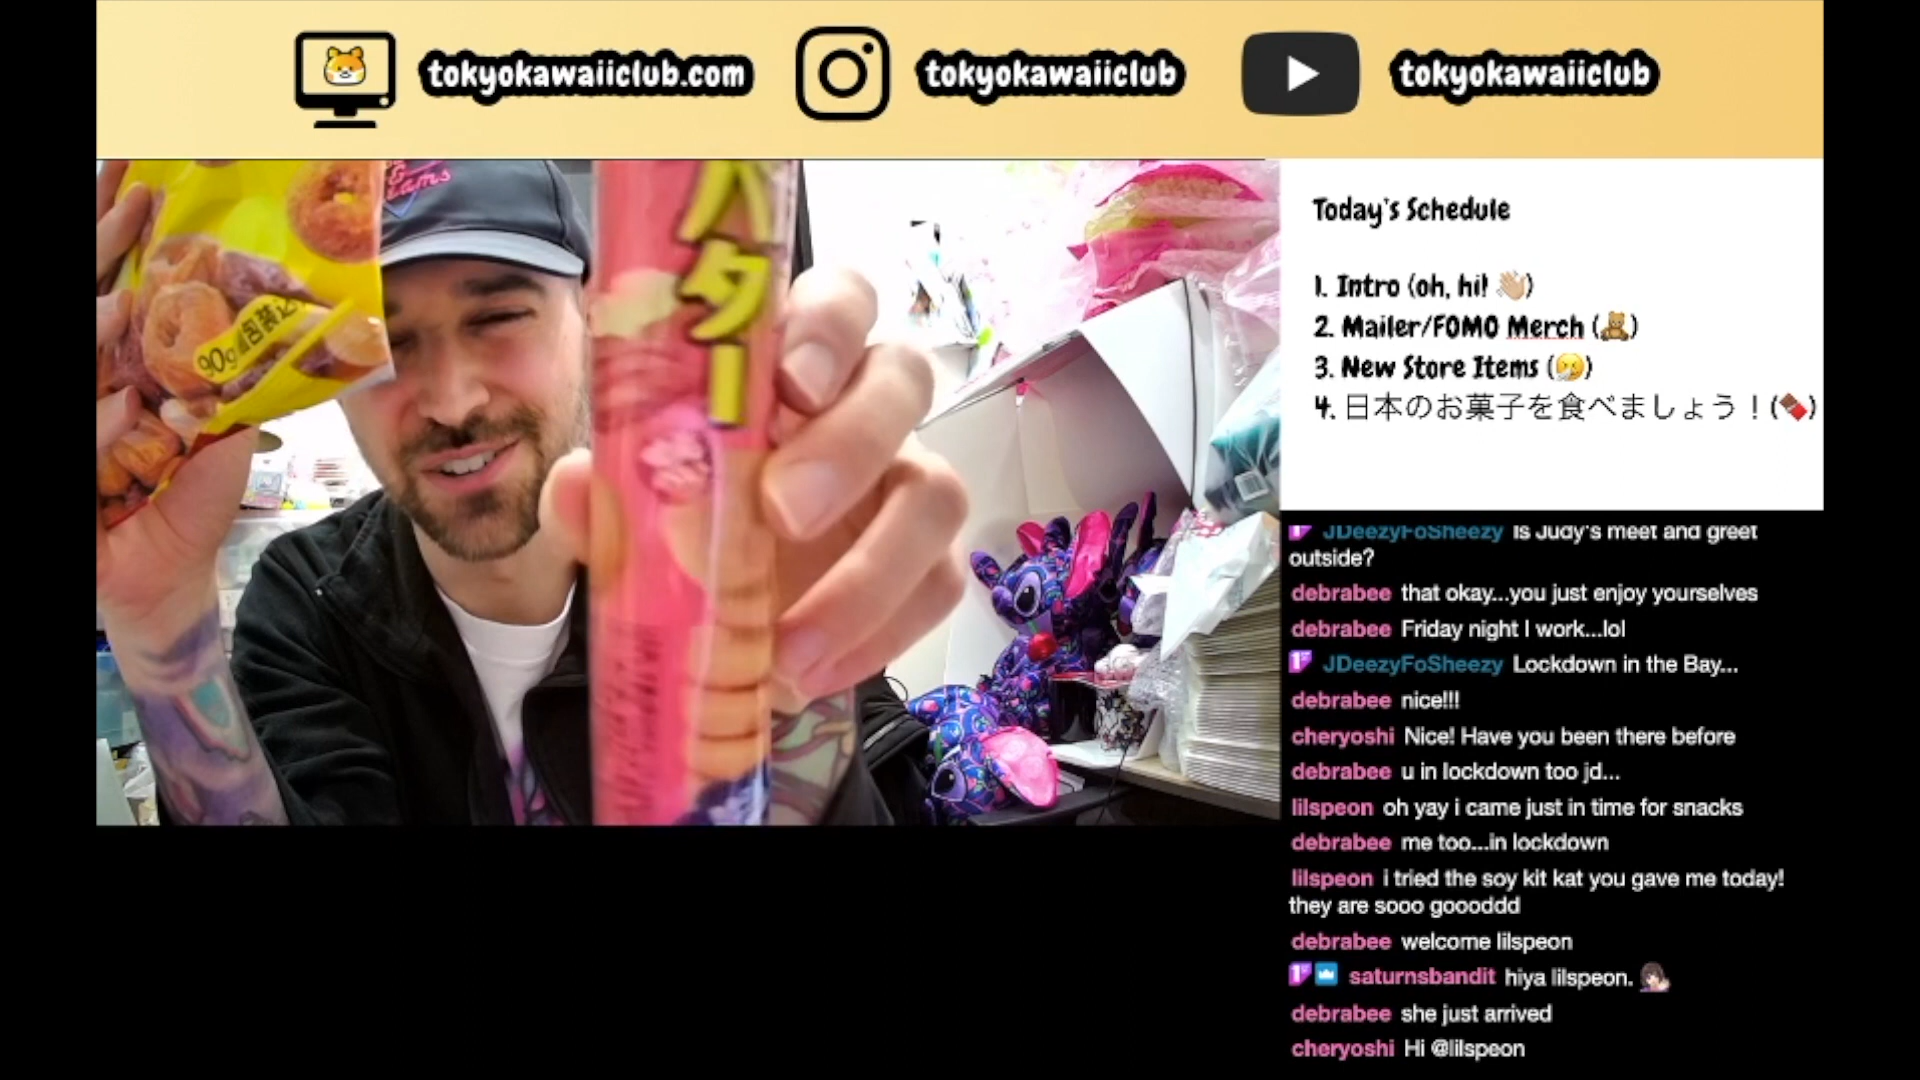 tokyokawaiiclub.com
tokyokawaiiclub
tokyokawaiiclub
バター
90g
個包装込
Today's Schedule
1. Intro (oh, hi! 👋🏼)
2. Mailer/FOMO Merch (🧸)
3. New Store Items (🤧)
4. 日本のお菓子を食べましょう！(🍫)
JDeezyFoSheezy Is Judy's meet and greet
outside?
debrabee that okay...you just enjoy yourselves
debrabee Friday night I work...lol
JDeezyFoSheezy Lockdown in the Bay...
debrabee nice!!!
cheryoshi Nice! Have you been there before
debrabee u in lockdown too jd...
lilspeon oh yay i came just in time for snacks
debrabee me too...in lockdown
lilspeon i tried the soy kit kat you gave me today!
they are sooo goooddd
debrabee welcome lilspeon
saturnsbandit hiya lilspeon.
debrabee she just arrived
cheryoshi Hi @lilspeon